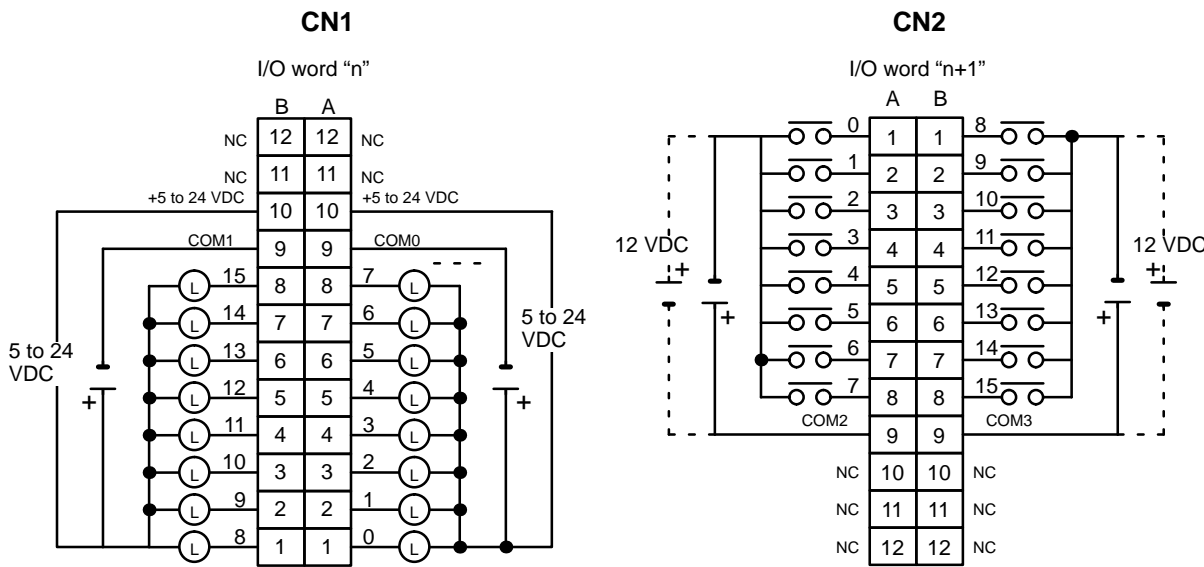 CN1
I/O word “n”
B A
NC 12 12 NC
NC 11 11 NC
+5 to 24 VDC 10 10 +5 to 24 VDC
COM1 9 9 COM0
L 15 8 8 7 L
L 14 7 7 6 L
L 13 6 6 5 L
L 12 5 5 4 L
L 11 4 4 3 L
L 10 3 3 2 L
L 9 2 2 1 L
L 8 1 1 0 L
5 to 24
VDC
+
5 to 24
VDC
+
CN2
I/O word “n+1”
A B
0 1 1 8
1 2 2 9
2 3 3 10
3 4 4 11
4 5 5 12
5 6 6 13
6 7 7 14
7 8 8 15
COM2 9 9 COM3
NC 10 10 NC
NC 11 11 NC
NC 12 12 NC
12 VDC
+
+
12 VDC
+
+